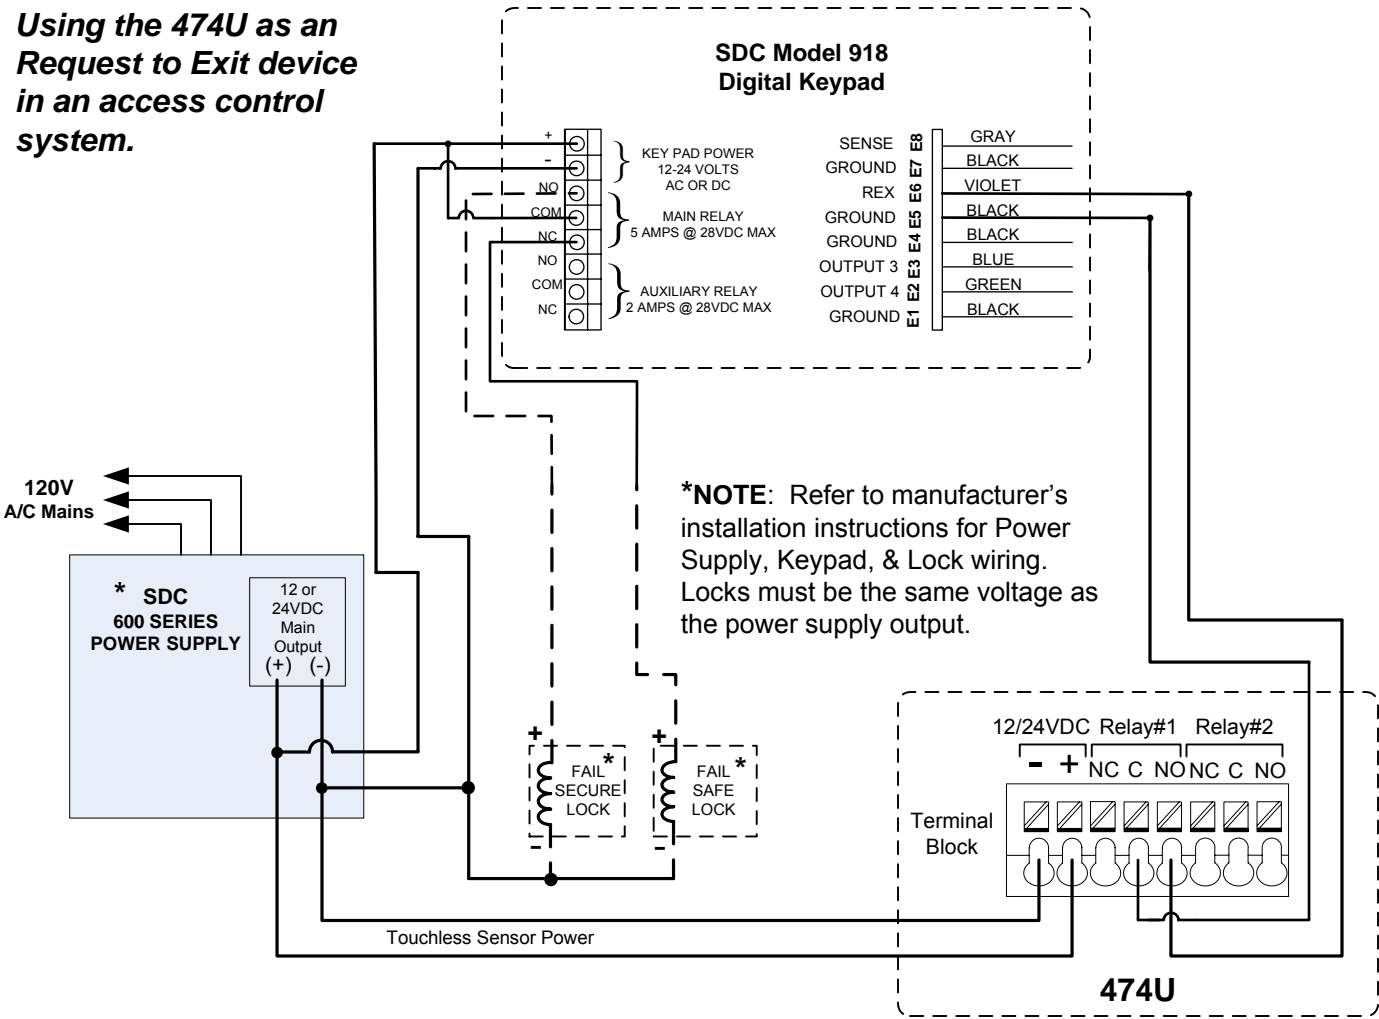 Using the 474U as an
Request to Exit device
in an access control
system.
SDC Model 918
Digital Keypad
+
-
NO
COM
NC
NO
COM
NC
KEY PAD POWER
12-24 VOLTS
AC OR DC
MAIN RELAY
5 AMPS @ 28VDC MAX
AUXILIARY RELAY
2 AMPS @ 28VDC MAX
SENSE E8 GRAY
GROUND E7 BLACK
REX E6 VIOLET
GROUND E5 BLACK
GROUND E4 BLACK
OUTPUT 3 E3 BLUE
OUTPUT 4 E2 GREEN
GROUND E1 BLACK
120V
A/C Mains
* SDC
600 SERIES
POWER SUPPLY
12 or
24VDC
Main
Output
(+) (-)
*NOTE: Refer to manufacturer's
installation instructions for Power
Supply, Keypad, & Lock wiring.
Locks must be the same voltage as
the power supply output.
+
FAIL *
SECURE
LOCK
-
+
FAIL *
SAFE
LOCK
-
12/24VDC Relay#1 Relay#2
- + NC C NO NC C NO
Terminal
Block
Touchless Sensor Power
474U